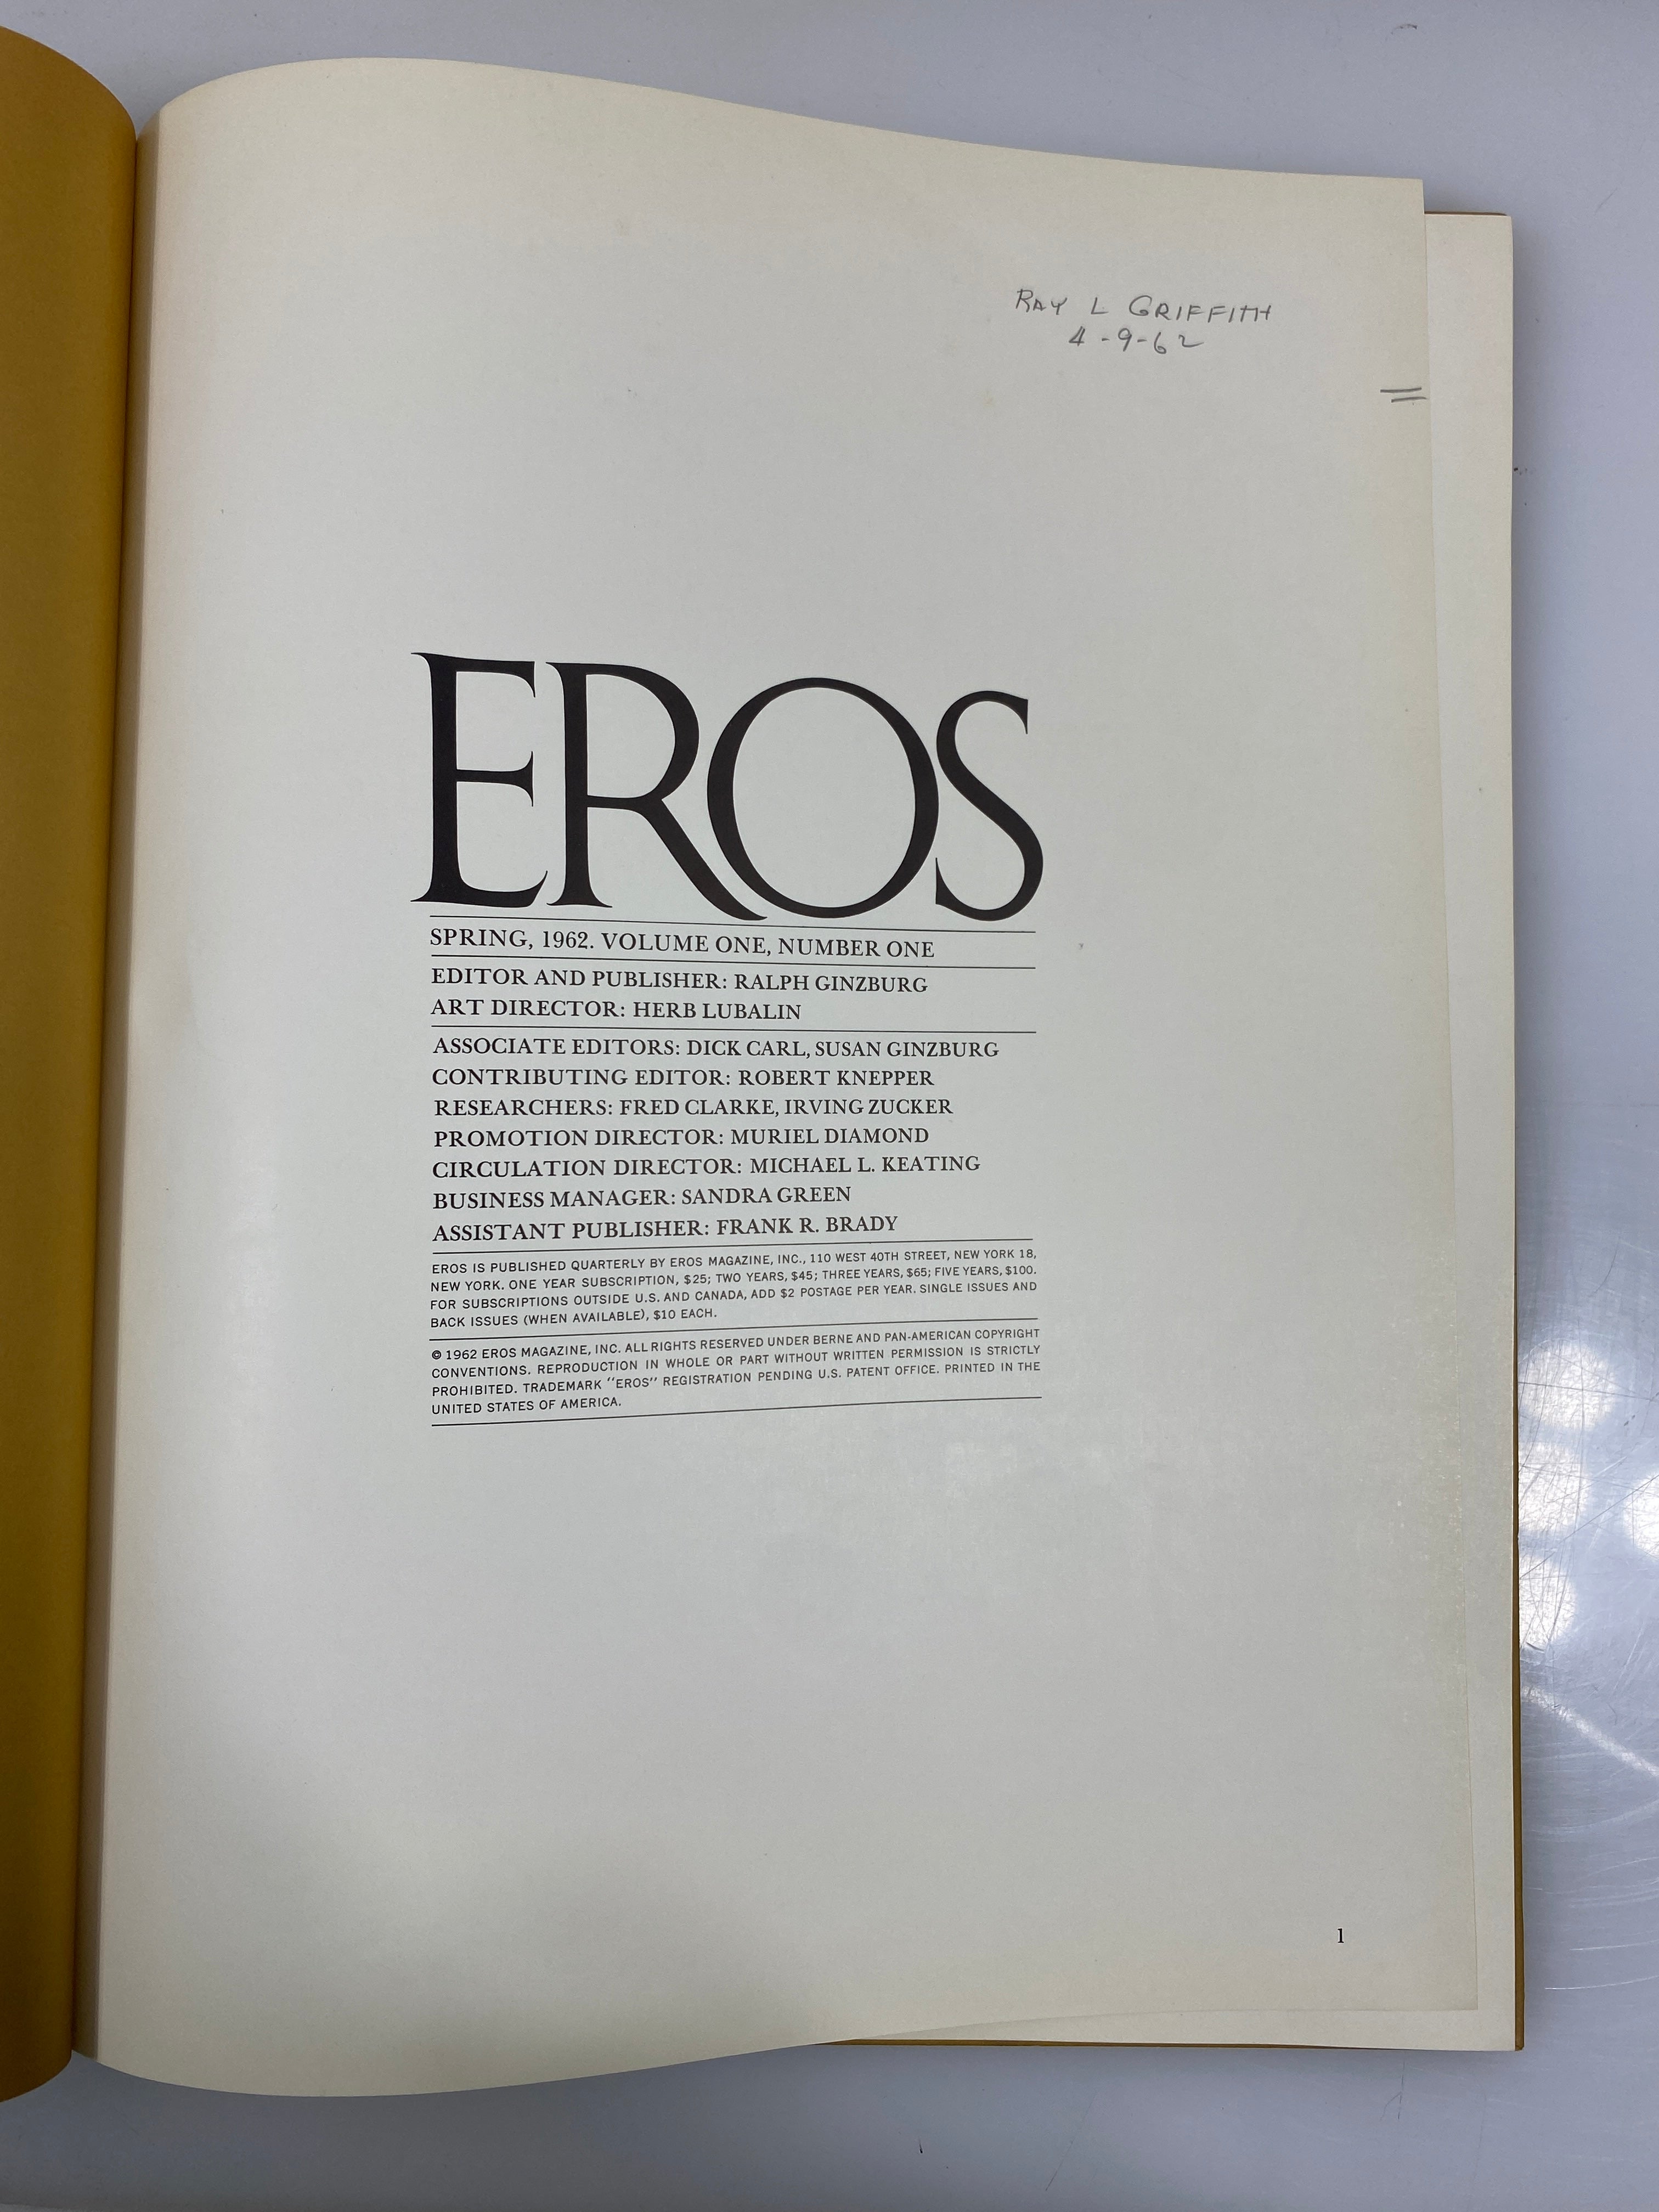 RAY L GRIFFITH
4-9-62
EROS
SPRING, 1962. VOLUME ONE, NUMBER ONE
EDITOR AND PUBLISHER: RALPH GINZBURG
ART DIRECTOR: HERB LUBALIN
ASSOCIATE EDITORS: DICK CARL, SUSAN GINZBURG
CONTRIBUTING EDITOR: ROBERT KNEPPER
RESEARCHERS: FRED CLARKE, IRVING ZUCKER
PROMOTION DIRECTOR: MURIEL DIAMOND
CIRCULATION DIRECTOR: MICHAEL L. KEATING
BUSINESS MANAGER: SANDRA GREEN
ASSISTANT PUBLISHER: FRANK R. BRADY
EROS IS PUBLISHED QUARTERLY BY EROS MAGAZINE, INC., 110 WEST 40TH STREET, NEW YORK 18,
NEW YORK. ONE YEAR SUBSCRIPTION, $25; TWO YEARS, $45; THREE YEARS, $65; FIVE YEARS, $100.
FOR SUBSCRIPTIONS OUTSIDE U.S. AND CANADA, ADD $2 POSTAGE PER YEAR. SINGLE ISSUES AND
BACK ISSUES (WHEN AVAILABLE), $10 EACH.
© 1962 EROS MAGAZINE, INC. ALL RIGHTS RESERVED UNDER BERNE AND PAN-AMERICAN COPYRIGHT
CONVENTIONS. REPRODUCTION IN WHOLE OR PART WITHOUT WRITTEN PERMISSION IS STRICTLY
PROHIBITED. TRADEMARK "EROS" REGISTRATION PENDING U.S. PATENT OFFICE. PRINTED IN THE
UNITED STATES OF AMERICA.
1